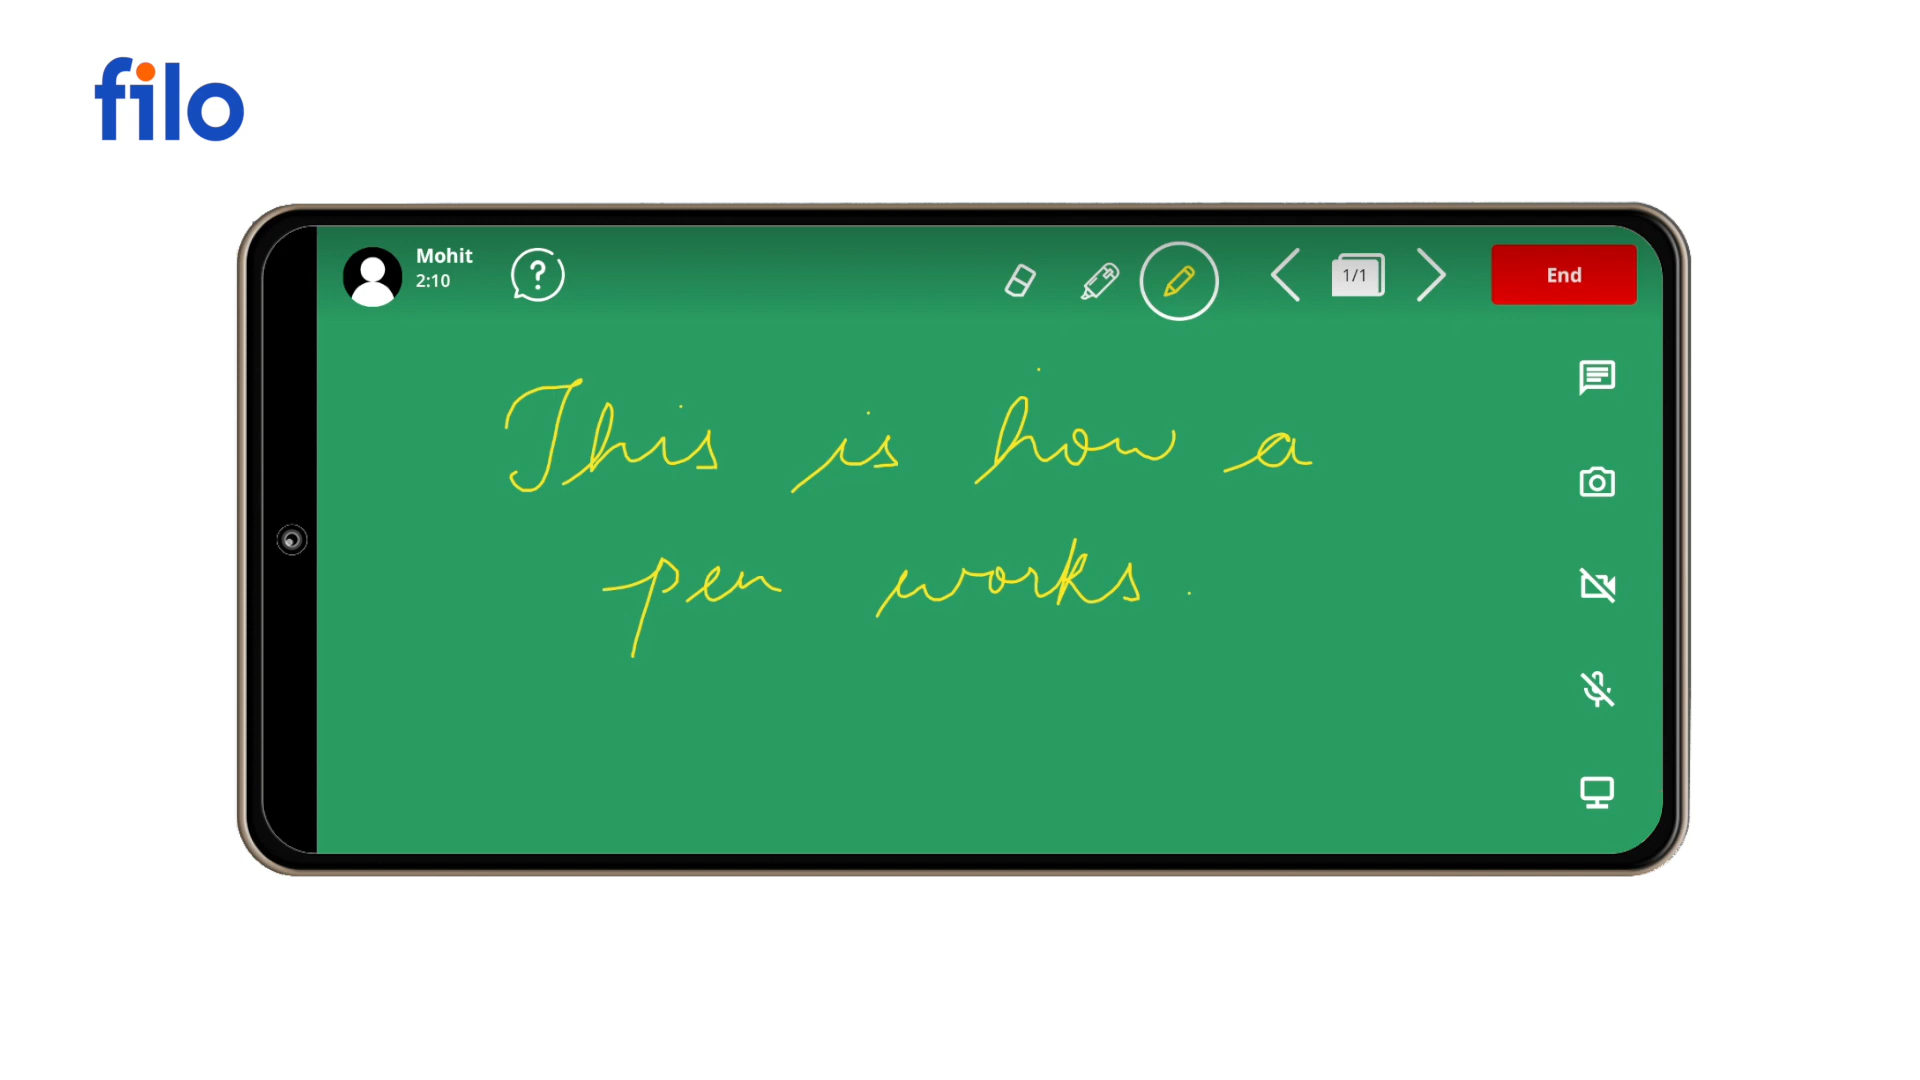 filo
Mohit
2:10
1/1
End
This is how a
pen works.